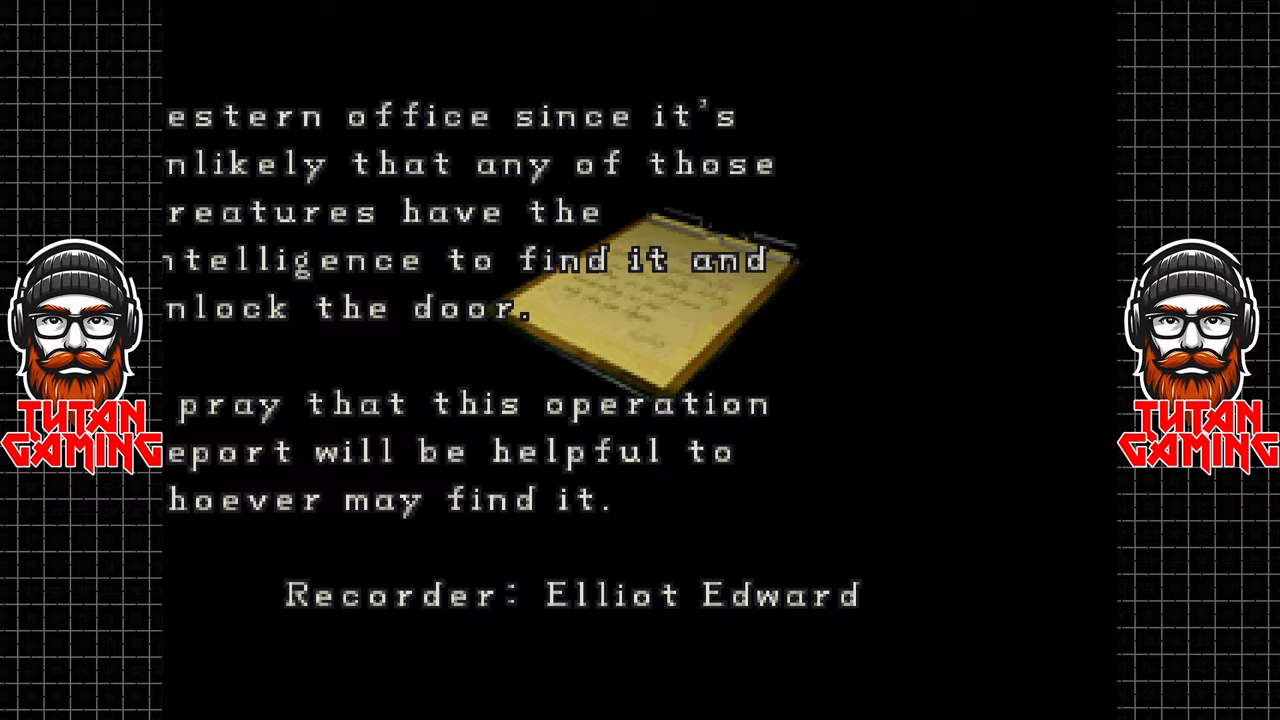 estern office since it's
nlikely that any of those
reatures have the
ntelligence to find it and
nlock the door.
pray that this operation
eport will be helpful to
hoever may find it.
Recorder: Elliot Edward
TUTAN
GAMING
TUTAN
GAMING